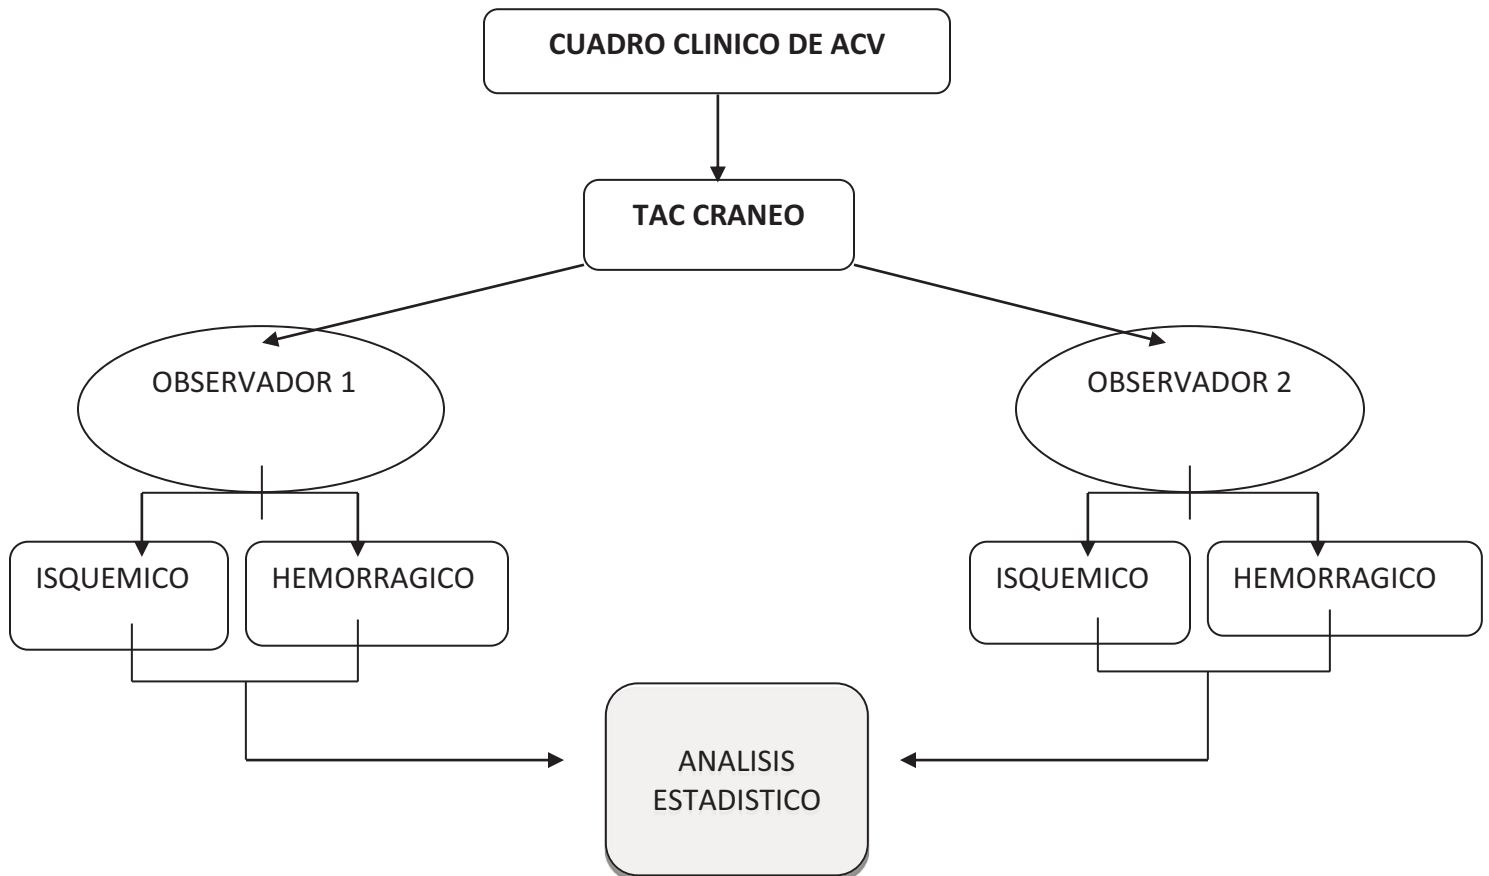 CUADRO CLINICO DE ACV
TAC CRANEO
OBSERVADOR 1
OBSERVADOR 2
ISQUEMICO
HEMORRAGICO
ISQUEMICO
HEMORRAGICO
ANALISIS
ESTADISTICO